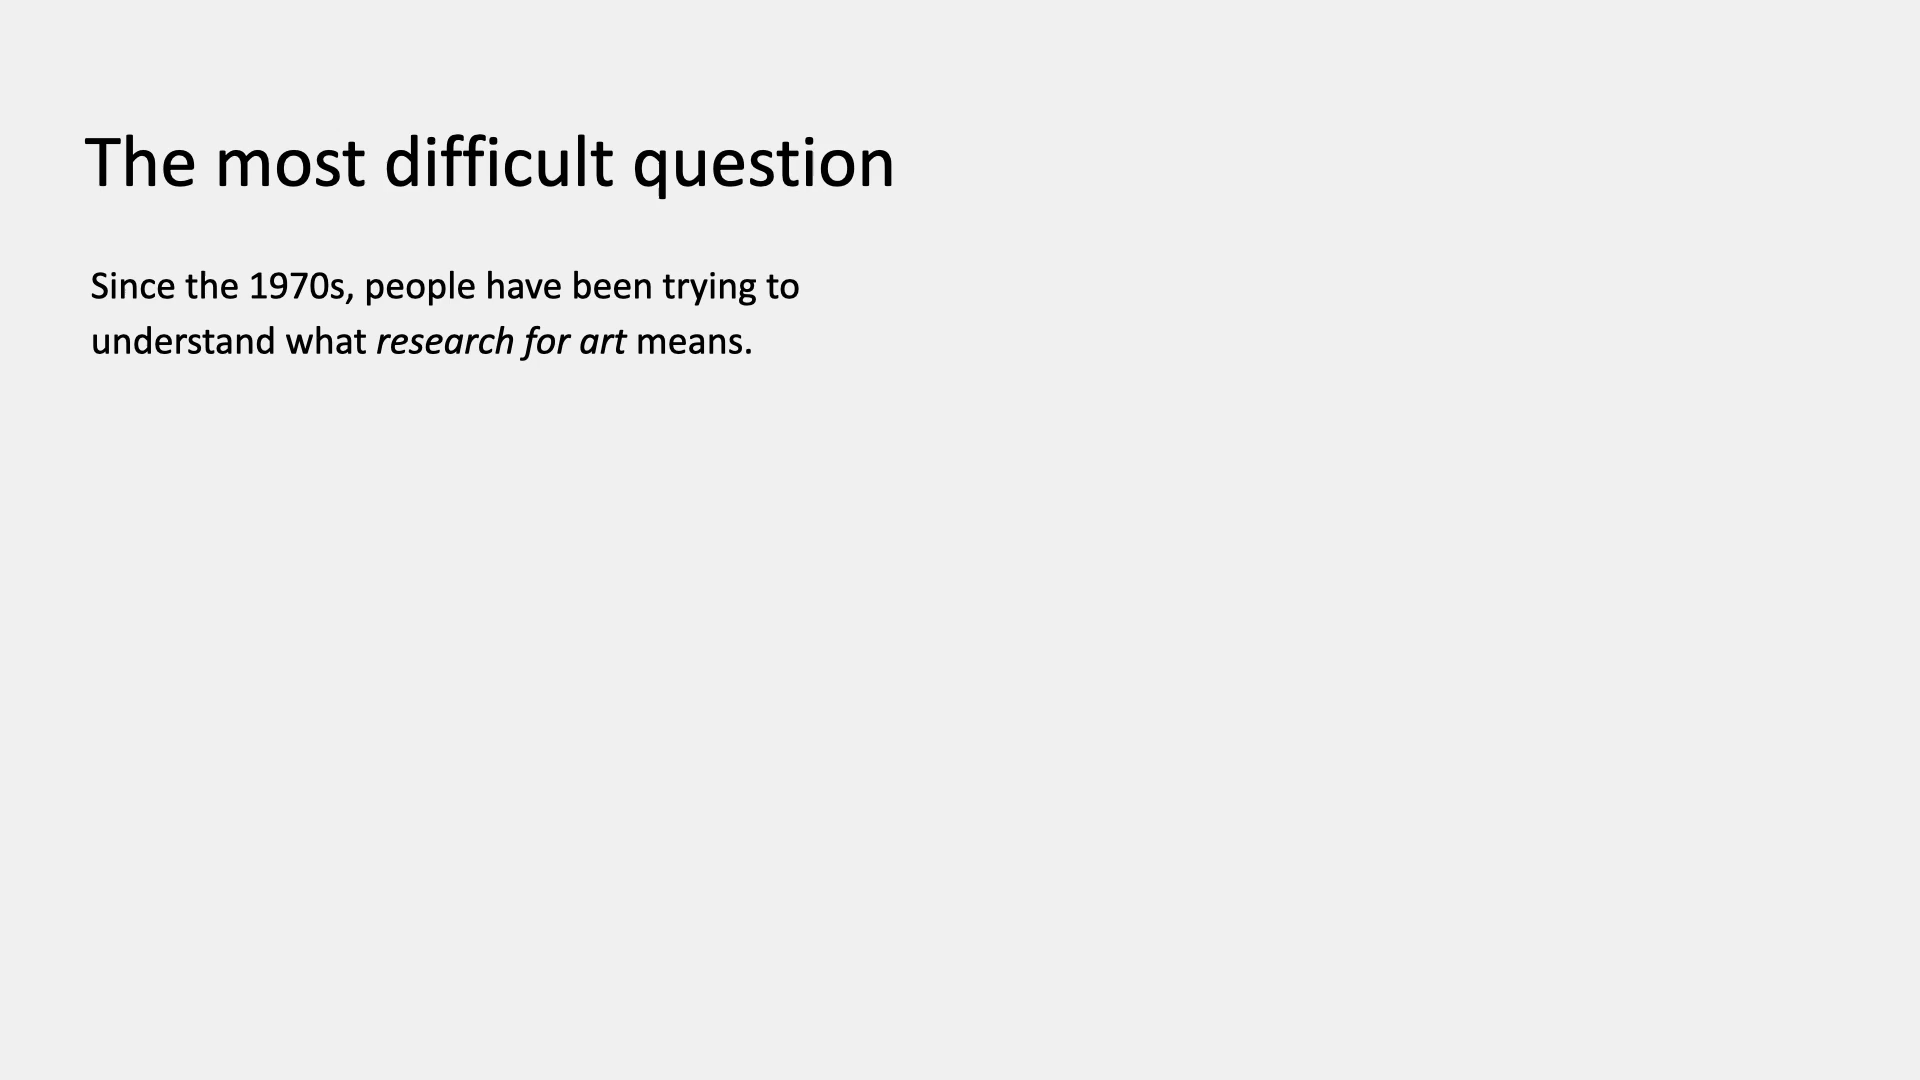 The most difficult question
Since the 1970s, people have been trying to
understand what research for art means.